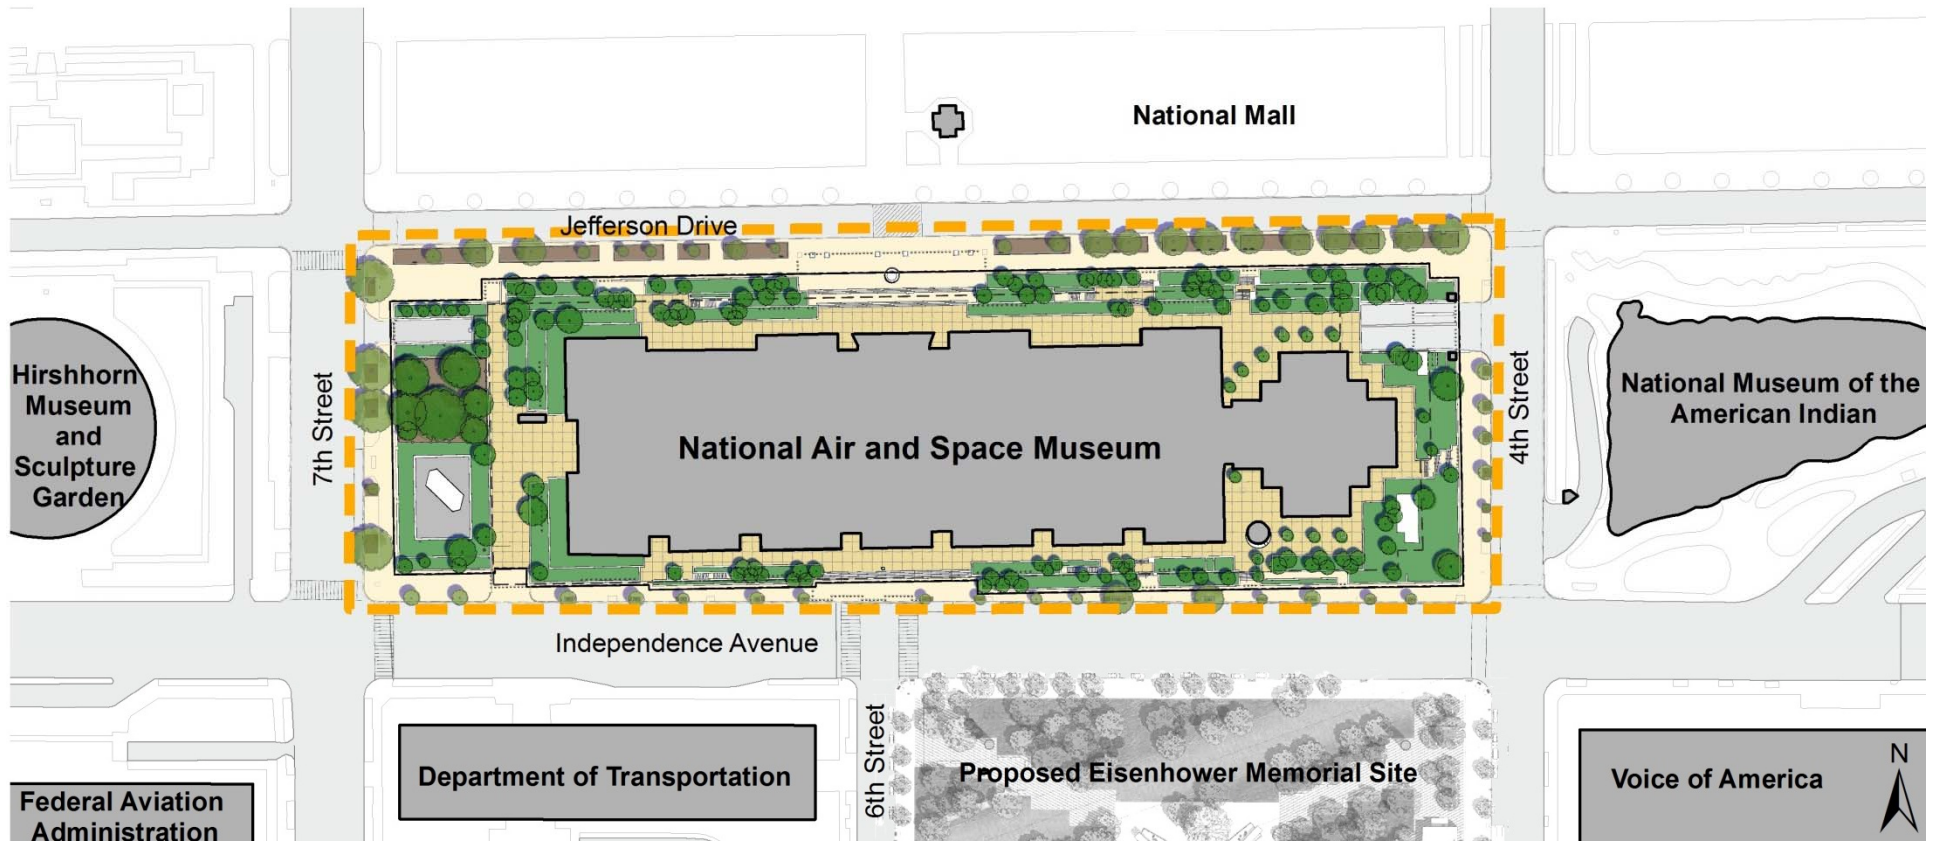 National Mall
Jefferson Drive
Hirshhorn
Museum
and
Sculpture
Garden
7th Street
National Air and Space Museum
4th Street
National Museum of the
American Indian
Independence Avenue
6th Street
Department of Transportation
Proposed Eisenhower Memorial Site
Voice of America
N
Federal Aviation
Administration